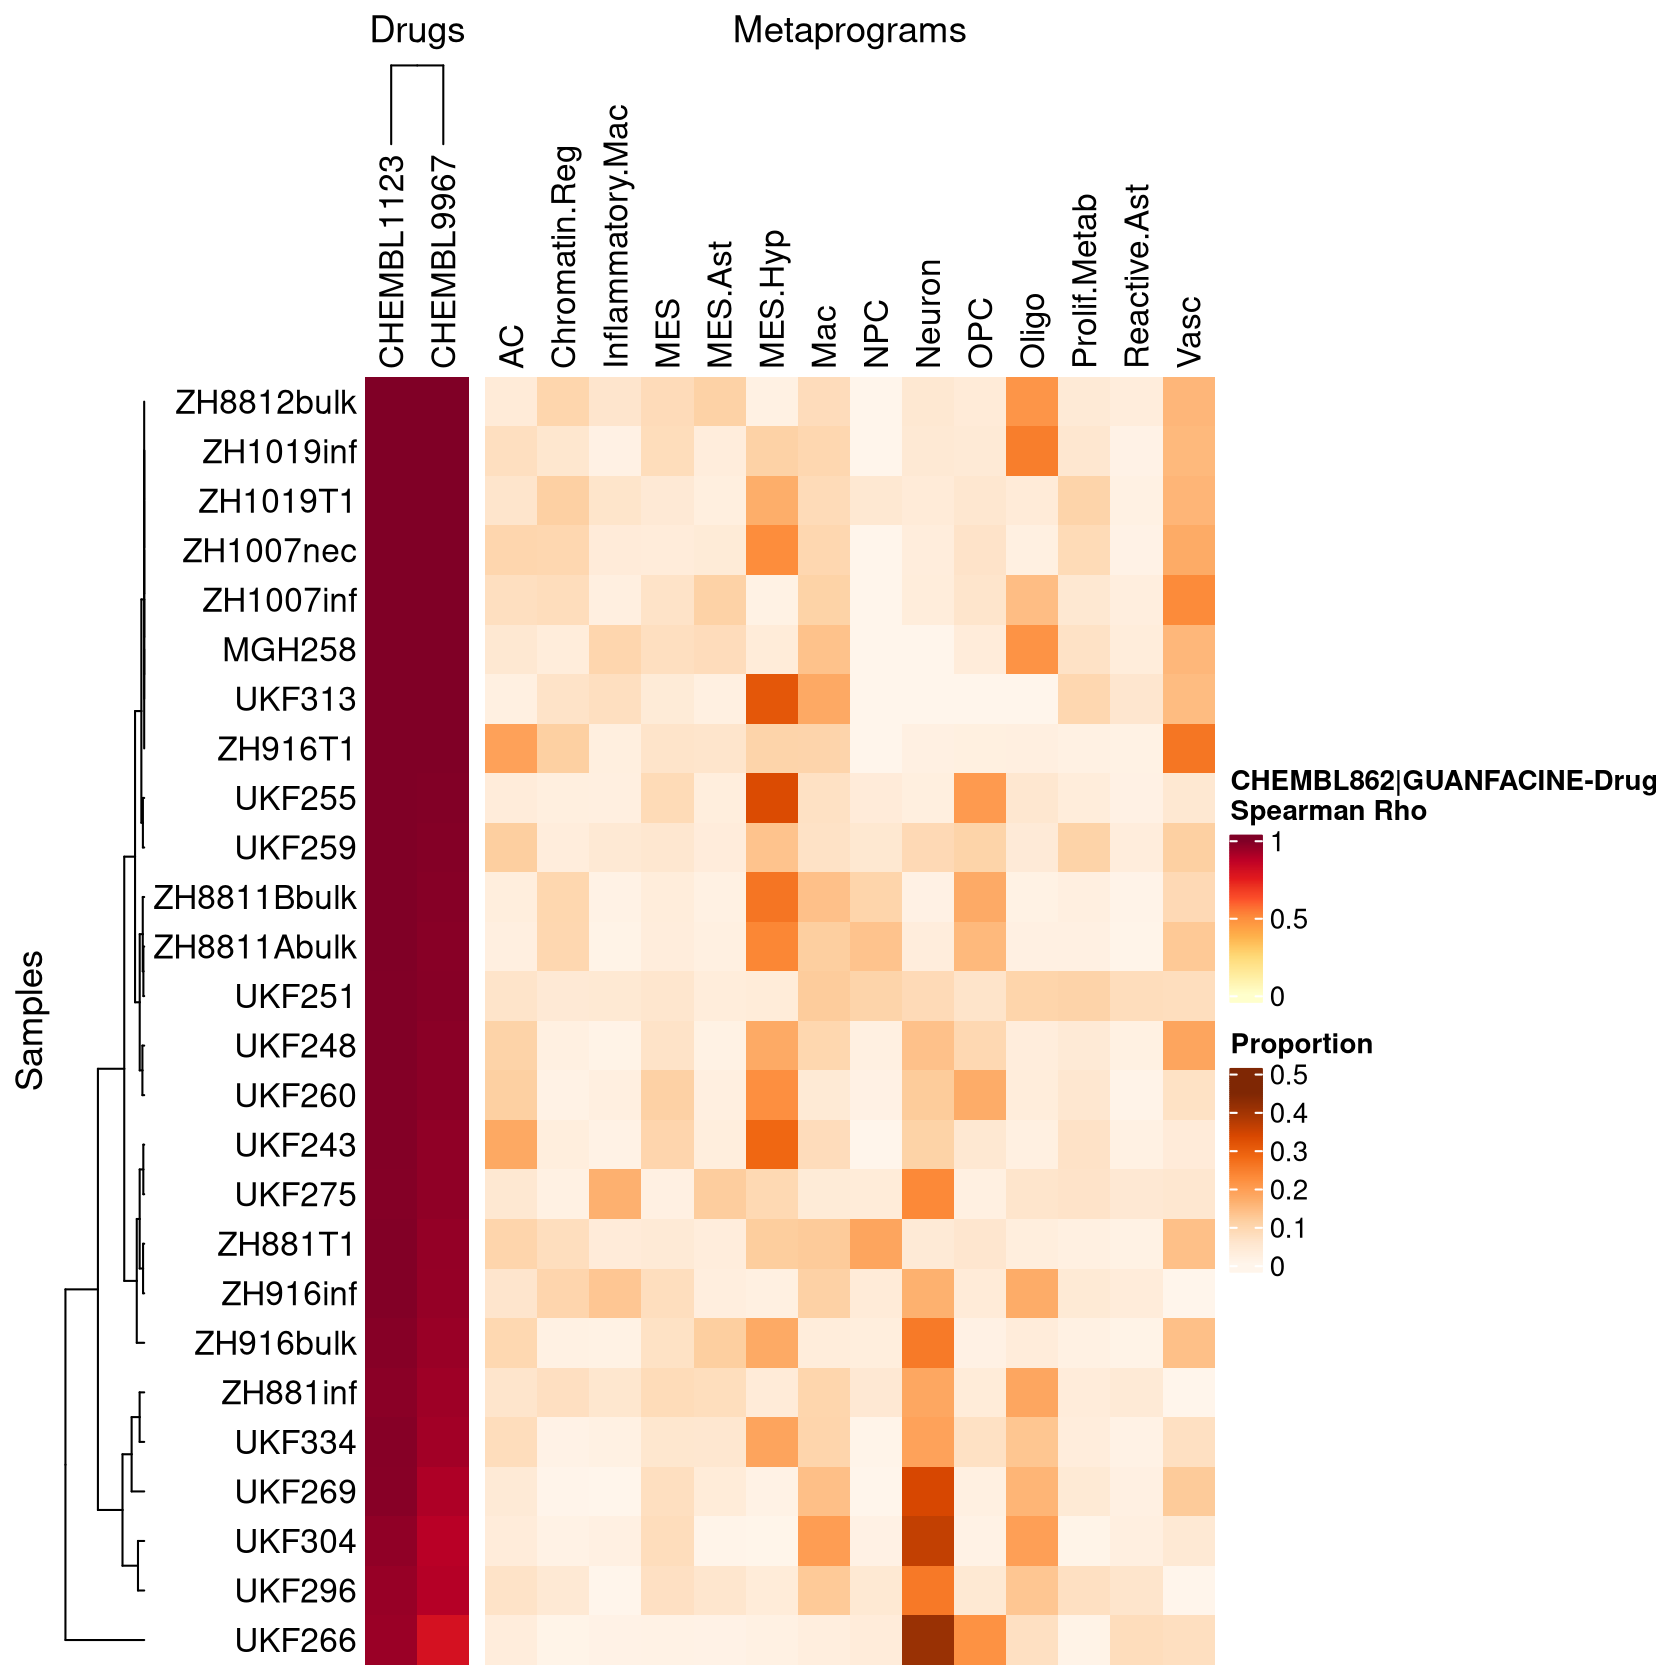 Drugs
Metaprograms
CHEMBL1123
CHEMBL9967
AC
Chromatin.Reg
Inflammatory.Mac
MES
MES.Ast
MES.Hyp
Mac
NPC
Neuron
OPC
Oligo
Prolif.Metab
Reactive.Ast
Vasc
Samples
ZH8812bulk
ZH1019inf
ZH1019T1
ZH1007nec
ZH1007inf
MGH258
UKF313
ZH916T1
UKF255
UKF259
ZH8811Bbulk
ZH8811Abulk
UKF251
UKF248
UKF260
UKF243
UKF275
ZH881T1
ZH916inf
ZH916bulk
ZH881inf
UKF334
UKF269
UKF304
UKF296
UKF266
CHEMBL862|GUANFACINE-Drug
Spearman Rho
1
0.5
0
Proportion
0.5
0.4
0.3
0.2
0.1
0